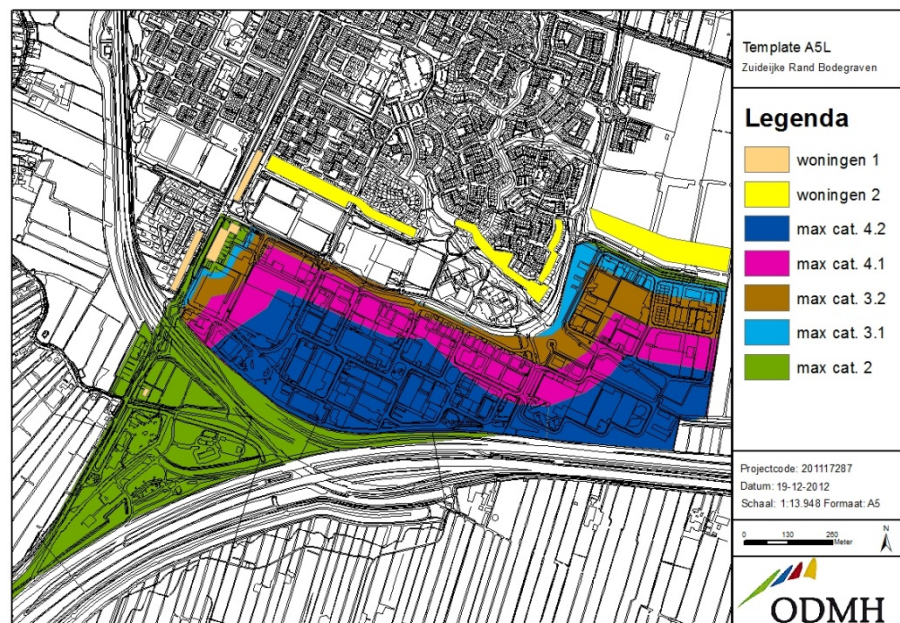 Template A5L
Zuideijke Rand Bodegraven
Legenda
woningen 1
woningen 2
max cat. 4.2
max cat. 4.1
max cat. 3.2
max cat. 3.1
max cat. 2
Projectcode: 201117287
Datum: 19-12-2012
Schaal: 1:13.948 Formaat: A5
0 130 260
Meter
N
ODMH